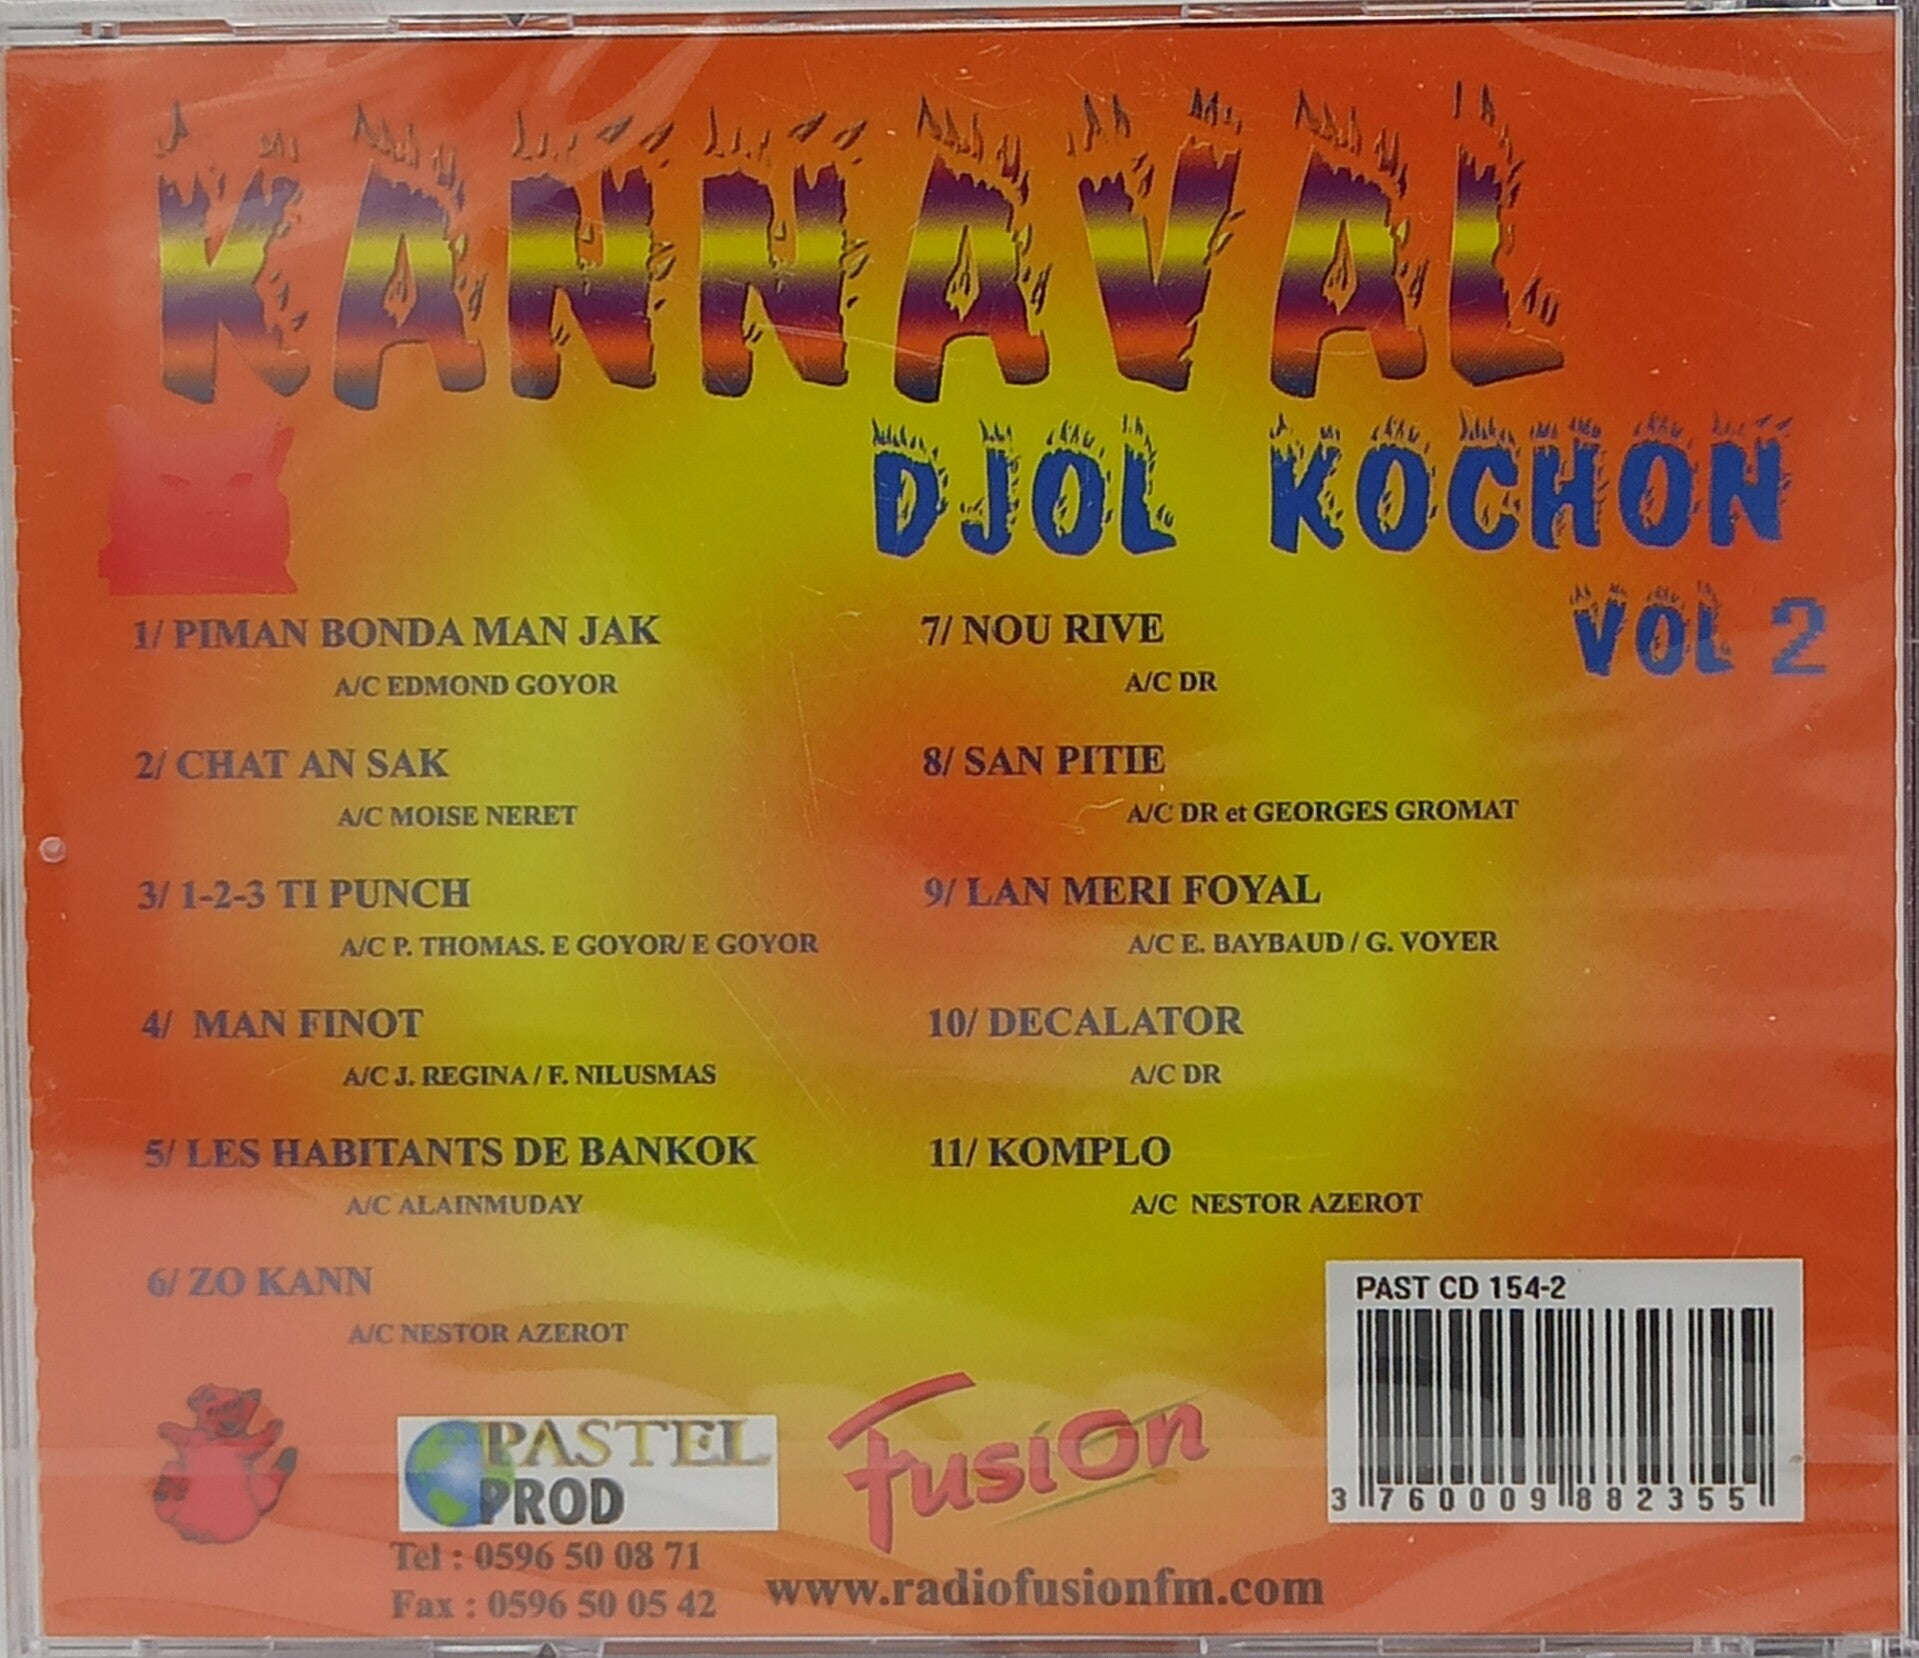 KANNAVAL
DJOL KOCHON
VOL 2
1/ PIMAN BONDA MAN JAK
A/C EDMOND GOYOR
2/ CHAT AN SAK
A/C MOISE NERET
3/ 1-2-3 TI PUNCH
A/C P. THOMAS. E GOYOR/ E GOYOR
4/ MAN FINOT
A/C J. REGINA / F. NILUSMAS
5/ LES HABITANTS DE BANKOK
A/C ALAINMUDAY
6/ ZO KANN
A/C NESTOR AZEROT
7/ NOU RIVE
A/C DR
8/ SAN PITIE
A/C DR et GEORGES GROMAT
9/ LAN MERI FOYAL
A/C E. BAYBAUD / G. VOYER
10/ DECALATOR
A/C DR
11/ KOMPLO
A/C NESTOR AZEROT
PASTEL
PROD
Tel : 0596 50 08 71
Fax : 0596 50 05 42
Fusion
www.radiofusionfm.com
PAST CD 154-2
3 760009 882355